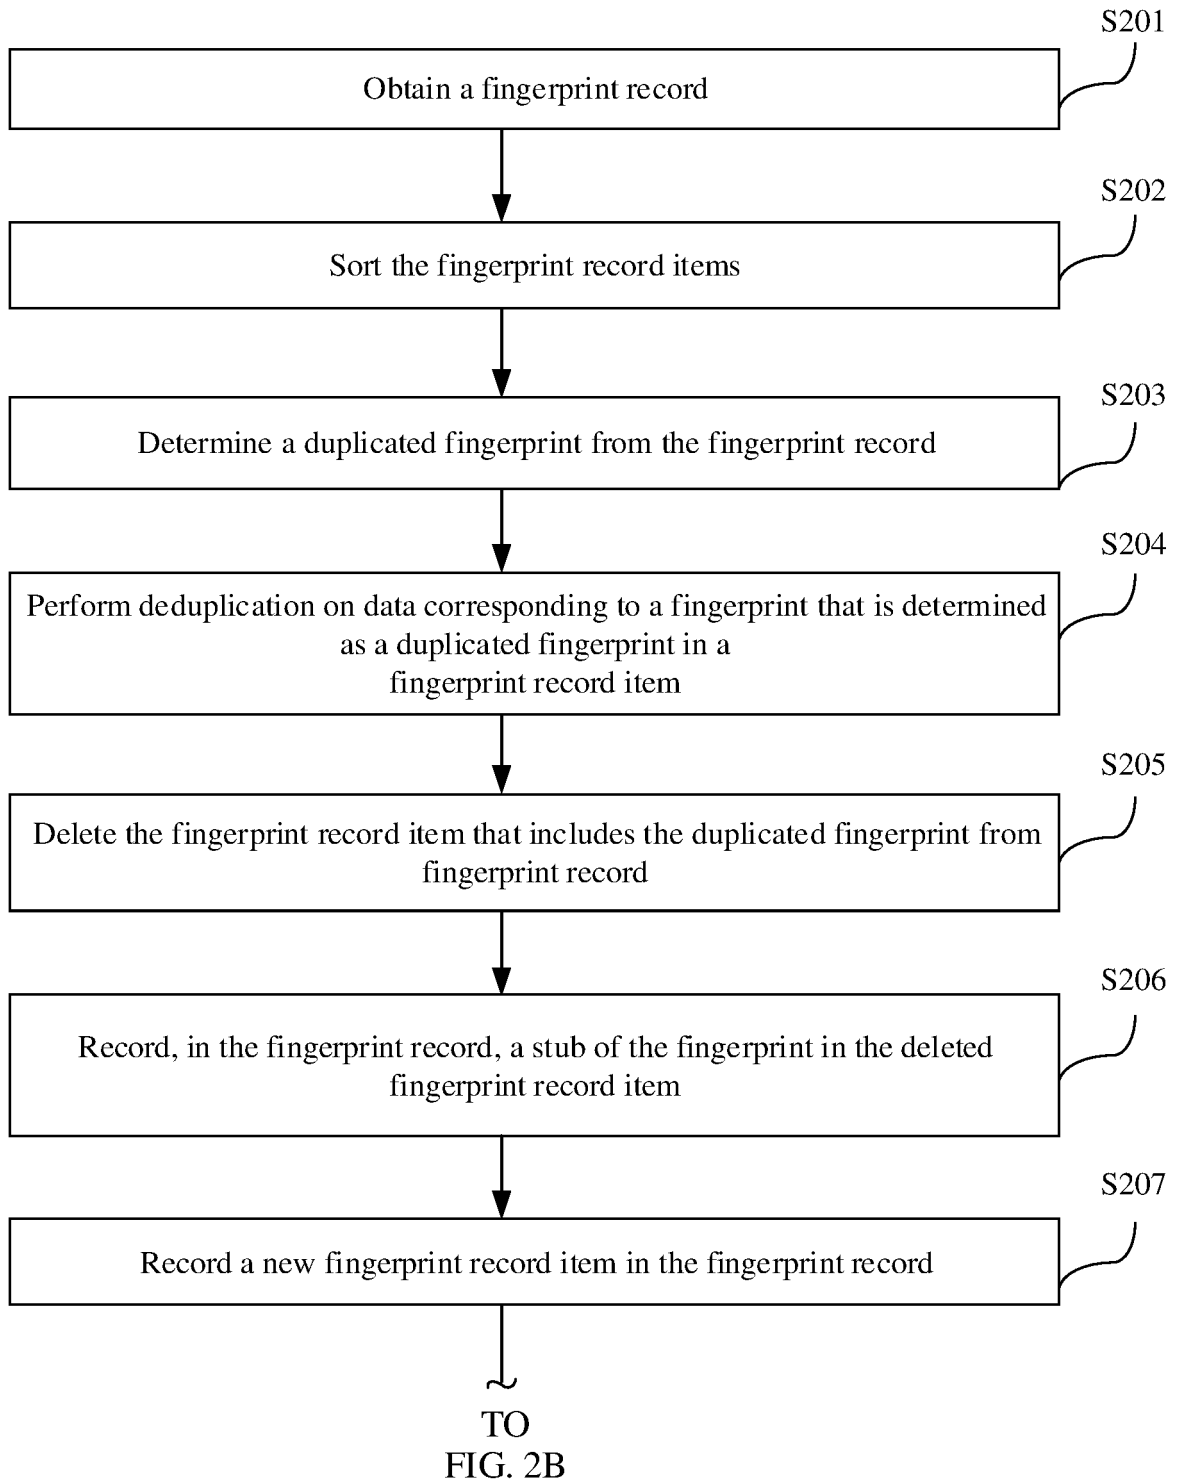 S201
Obtain a fingerprint record
S202
Sort the fingerprint record items
S203
Determine a duplicated fingerprint from the fingerprint record
S204
Perform deduplication on data corresponding to a fingerprint that is determined
as a duplicated fingerprint in a
fingerprint record item
S205
Delete the fingerprint record item that includes the duplicated fingerprint from
fingerprint record
S206
Record, in the fingerprint record, a stub of the fingerprint in the deleted
fingerprint record item
S207
Record a new fingerprint record item in the fingerprint record
TO
FIG. 2B